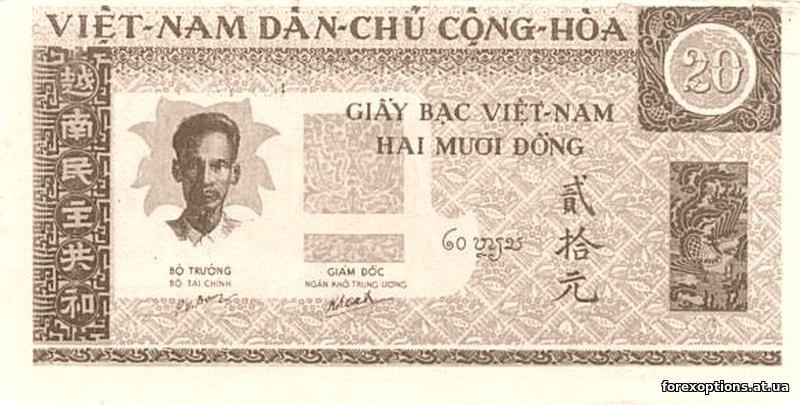 VIỆT-NAM DÂN-CHỦ CỘNG-HÒA
20
越南民主共和
GIẤY BẠC VIỆT-NAM
HAI MƯƠI ĐỒNG
貳拾元
BỘ TRƯỞNG
BỘ TÀI CHÍNH
GIÁM ĐỐC
NGÂN KHỐ TRUNG ƯƠNG
forexoptions.at.ua